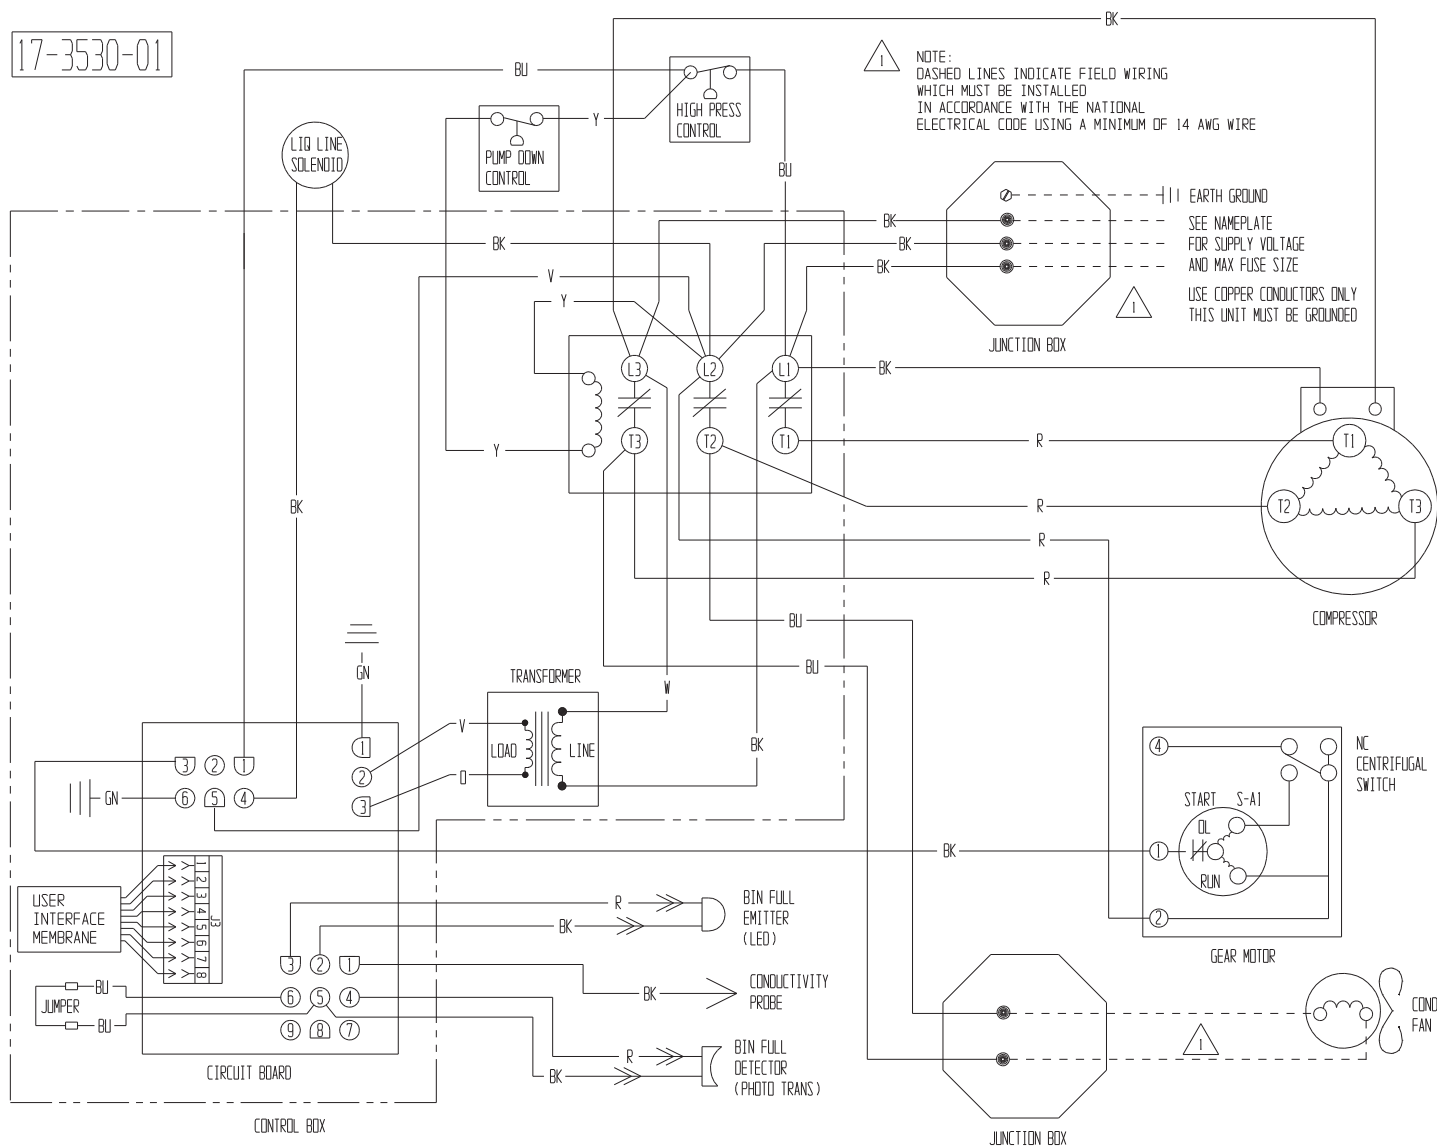 17-3530-01
BK
NOTE:
1
DASHED LINES INDICATE FIELD WIRING
WHICH MUST BE INSTALLED
IN ACCORDANCE WITH THE NATIONAL
ELECTRICAL CODE USING A MINIMUM OF 14 AWG WIRE
BU
HIGH PRESS
CONTROL
Y
PUMP DOWN
CONTROL
LIQ LINE
SOLENOID
BU
EARTH GROUND
SEE NAMEPLATE
FOR SUPPLY VOLTAGE
AND MAX FUSE SIZE
1
USE COPPER CONDUCTORS ONLY
THIS UNIT MUST BE GROUNDED
JUNCTION BOX
BK
BK
BK
BK
V
Y
L3
L2
L1
BK
T3
T2
T1
Y
R
T1
T2
T3
R
R
R
COMPRESSOR
BK
BU
BU
GN
TRANSFORMER
LOAD
LINE
W
V
O
BK
1
2
3
3
2
1
6
5
4
GN
4
NC
CENTRIFUGAL
SWITCH
START
S-A1
OL
RUN
1
2
GEAR MOTOR
BK
USER
INTERFACE
MEMBRANE
1
2
3
4
5
6
7
8
J3
R
BK
BIN FULL
EMITTER
(LED)
3
2
1
6
5
4
9
8
7
BK
CONDUCTIVITY
PROBE
JUMPER
BU
BU
R
BK
BIN FULL
DETECTOR
(PHOTO TRANS)
COND
FAN
1
JUNCTION BOX
CIRCUIT BOARD
CONTROL BOX